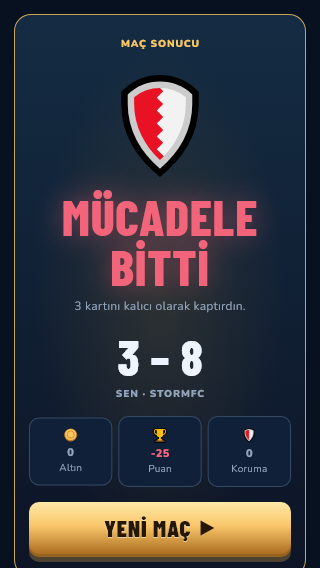 MAÇ SONUCU
MÜCADELE
BİTTİ
3 kartını kalıcı olarak kaptırdın.
3 – 8
SEN · STORMFC
0
Altın
-25
Puan
0
Koruma
YENİ MAÇ ▶